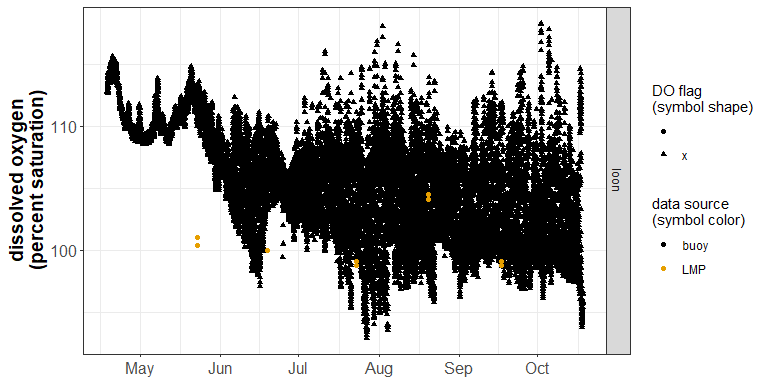 dissolved oxygen
(percent saturation)
110
100
May
Jun
Jul
Aug
Sep
Oct
loon
DO flag
(symbol shape)
x
data source
(symbol color)
buoy
LMP